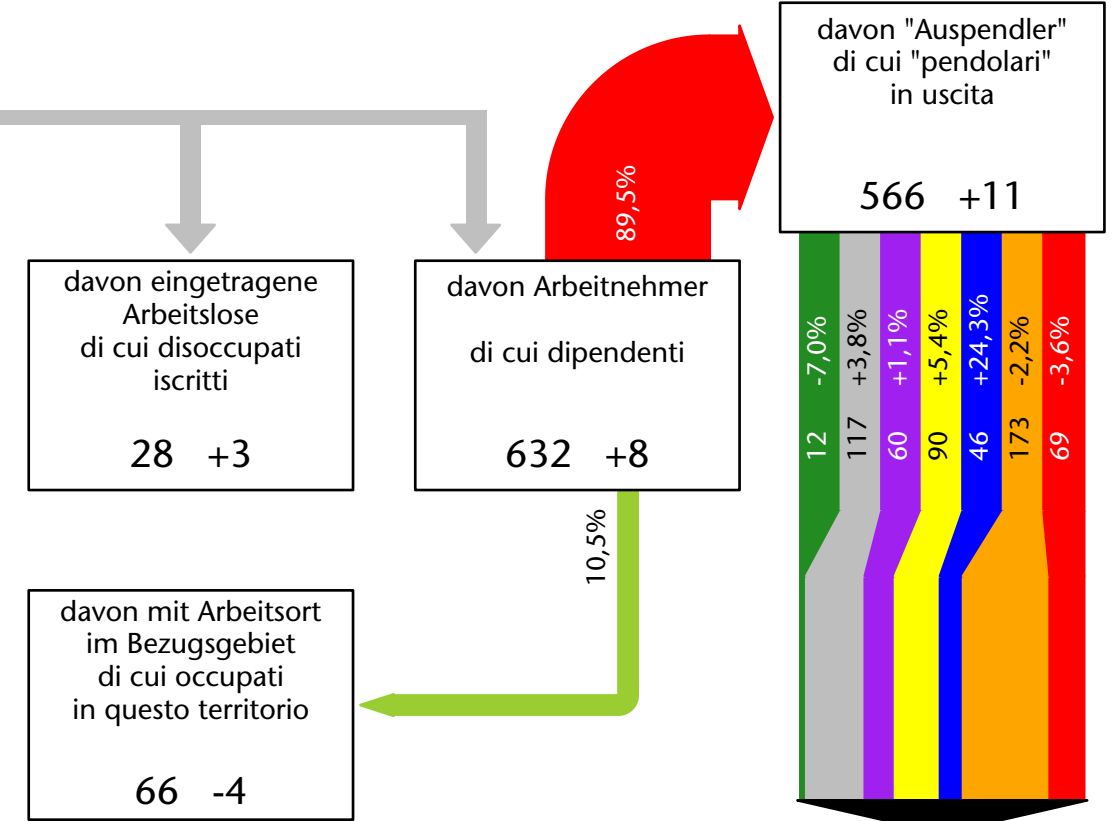 davon "Auspendler"
di cui "pendolari"
in uscita
566 +11
89,5%
davon eingetragene
Arbeitslose
di cui disoccupati
iscritti
28 +3
davon Arbeitnehmer
di cui dipendenti
632 +8
12 -7,0%
117 +3,8%
60 +1,1%
90 +5,4%
46 +24,3%
173 -2,2%
69 -3,6%
10,5%
davon mit Arbeitsort
im Bezugsgebiet
di cui occupati
in questo territorio
66 -4